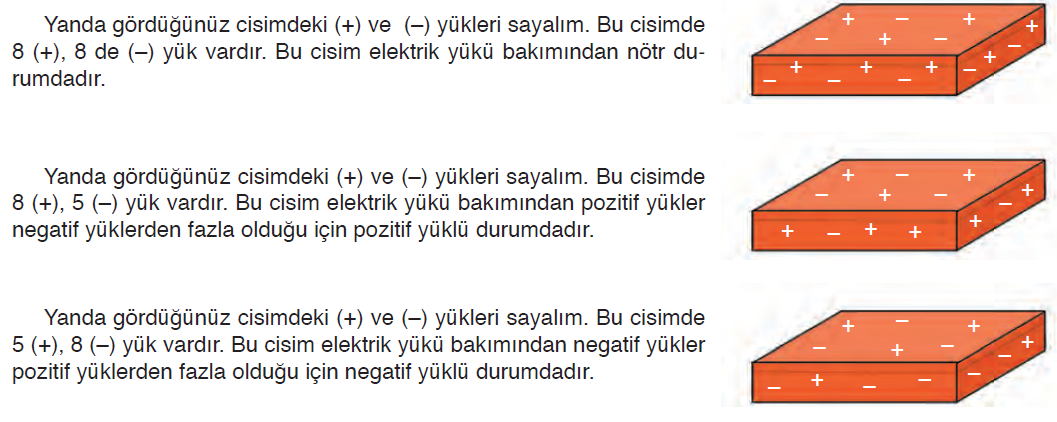 Yanda gördüğünüz cisimdeki (+) ve (–) yükleri sayalım. Bu cisimde
8 (+), 8 de (–) yük vardır. Bu cisim elektrik yükü bakımından nötr du-
rumdadır.
+ – +
– + –
+ + +
– – –
– + – +
Yanda gördüğünüz cisimdeki (+) ve (–) yükleri sayalım. Bu cisimde
8 (+), 5 (–) yük vardır. Bu cisim elektrik yükü bakımından pozitif yükler
negatif yüklerden fazla olduğu için pozitif yüklü durumdadır.
+ – +
– + –
+ – + +
+ – +
Yanda gördüğünüz cisimdeki (+) ve (–) yükleri sayalım. Bu cisimde
5 (+), 8 (–) yük vardır. Bu cisim elektrik yükü bakımından negatif yükler
pozitif yüklerden fazla olduğu için negatif yüklü durumdadır.
+ – +
– + –
– + – –
– – +